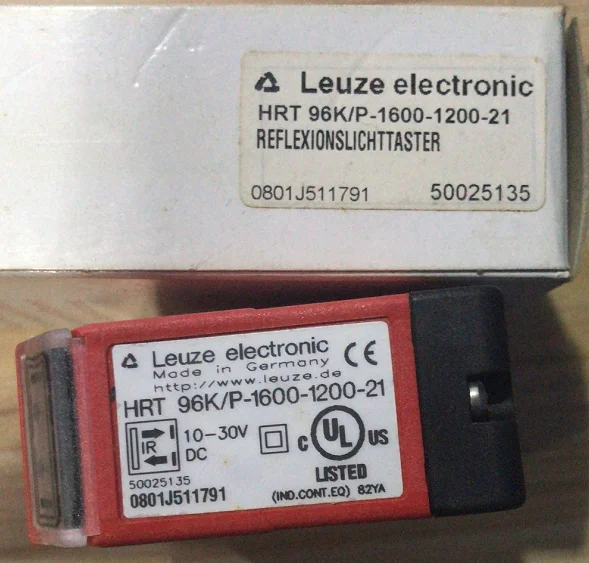 Leuze electronic
HRT 96K/P-1600-1200-21
REFLEXIONSLICHTTASTER
0801J511791 50025135
Leuze electronic
Made in Germany
http://www.leuze.de
CE
HRT 96K/P-1600-1200-21
IR
10-30V
DC
C UL US
LISTED
50025135
0801J511791
(IND.CONT.EQ) 82YA